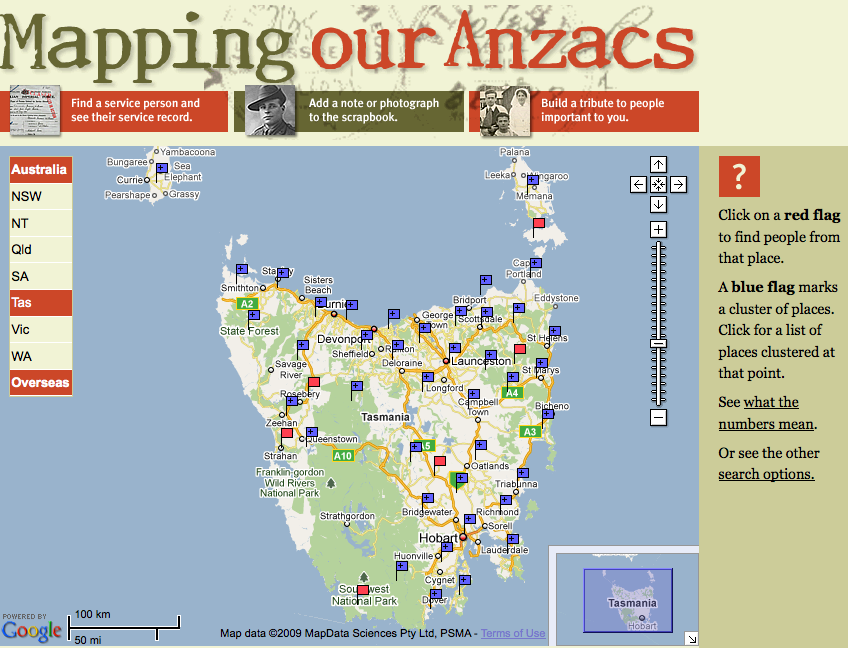 Mapping our Anzacs
Find a service person and
see their service record.
Add a note or photograph
to the scrapbook.
Build a tribute to people
important to you.
Australia
NSW
NT
Qld
SA
Tas
Vic
WA
Overseas
Yambacoona
Bungaree
Sea
Elephant
Currie
Pearshape
Grassy
Palana
Leeka
Memana
Cape
Portland
Smithton
Sisters
Beach
A2
State Forest
Bridport
Eddystone
George
Town
Scottsdale
Devonport
Sheffield
Deloraine
St Helens
Launceston
St Marys
Savage
River
Rosebery
Longford
A4
Campbell
Town
Bicheno
Zeehan
Tasmania
A3
Queenstown
A5
A10
Strahan
Oatlands
Franklin-gordon
Wild Rivers
National Park
Triabunna
Strathgordon
Bridgewater
Richmond
Sorell
Hobart
Lauderdale
Huonville
Cygnet
Southwest
National Park
Dover
?
Click on a red flag
to find people from
that place.
A blue flag marks
a cluster of places.
Click for a list of
places clustered at
that point.
See what the
numbers mean.
Or see the other
search options.
Tasmania
Hobart
POWERED BY
Google
100 km
50 mi
Map data ©2009 MapData Sciences Pty Ltd, PSMA - Terms of Use